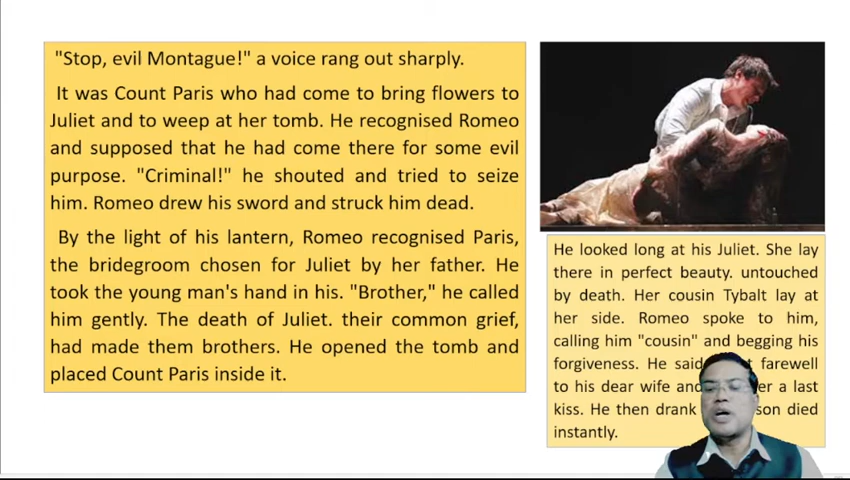 "Stop, evil Montague!" a voice rang out sharply.
It was Count Paris who had come to bring flowers to
Juliet and to weep at her tomb. He recognised Romeo
and supposed that he had come there for some evil
purpose. "Criminal!" he shouted and tried to seize
him. Romeo drew his sword and struck him dead.
By the light of his lantern, Romeo recognised Paris,
the bridegroom chosen for Juliet by her father. He
took the young man's hand in his. "Brother," he called
him gently. The death of Juliet. their common grief,
had made them brothers. He opened the tomb and
placed Count Paris inside it.
He looked long at his Juliet. She lay
there in perfect beauty. untouched
by death. Her cousin Tybalt lay at
her side. Romeo spoke to him,
calling him "cousin" and begging his
forgiveness. He said farewell
to his dear wife and a last
kiss. He then drank died
instantly.